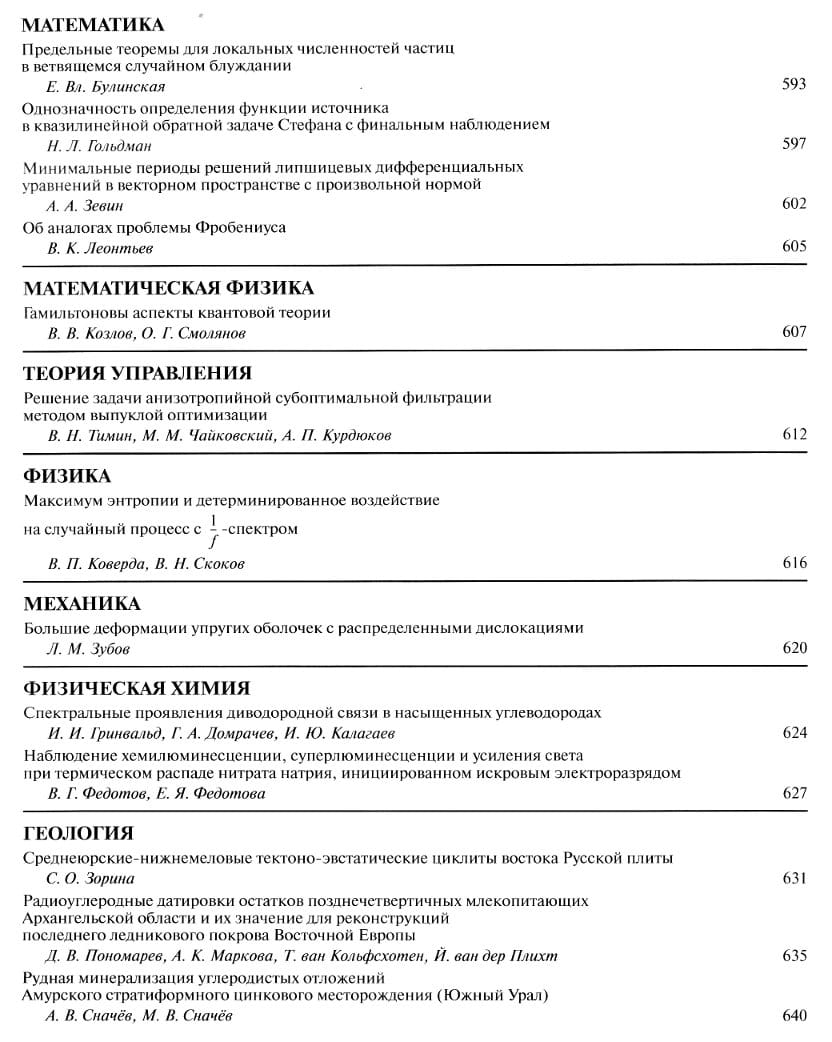 МАТЕМАТИКА
Предельные теоремы для локальных численностей частиц
в ветвящемся случайном блуждании
Е. Вл. Булинская 593
Однозначность определения функции источника
в квазилинейной обратной задаче Стефана с финальным наблюдением
Н. Л. Гольдман 597
Минимальные периоды решений липшицевых дифференциальных
уравнений в векторном пространстве с произвольной нормой
А. А. Зевин 602
Об аналогах проблемы Фробениуса
В. К. Леонтьев 605
МАТЕМАТИЧЕСКАЯ ФИЗИКА
Гамильтоновы аспекты квантовой теории
В. В. Козлов, О. Г. Смолянов 607
ТЕОРИЯ УПРАВЛЕНИЯ
Решение задачи анизотропийной субоптимальной фильтрации
методом выпуклой оптимизации
В. Н. Тимин, М. М. Чайковский, А. П. Курдюков 612
ФИЗИКА
Максимум энтропии и детерминированное воздействие
на случайный процесс с 1/f-спектром
В. П. Коверда, В. Н. Скоков 616
МЕХАНИКА
Большие деформации упругих оболочек с распределенными дислокациями
Л. М. Зубов 620
ФИЗИЧЕСКАЯ ХИМИЯ
Спектральные проявления диводородной связи в насыщенных углеводородах
И. И. Гринвальд, Г. А. Домрачев, И. Ю. Калагаев 624
Наблюдение хемилюминесценции, суперлюминесценции и усиления света
при термическом распаде нитрата натрия, инициированном искровым электроразрядом
В. Г. Федотов, Е. Я. Федотова 627
ГЕОЛОГИЯ
Среднеюрские-нижнемеловые тектоно-эвстатические циклиты востока Русской плиты
С. О. Зорина 631
Радиоуглеродные датировки остатков позднечетвертичных млекопитающих
Архангельской области и их значение для реконструкций
последнего ледникового покрова Восточной Европы
Д. В. Пономарев, А. К. Маркова, Т. ван Кольфсхотен, Й. ван дер Плихт 635
Рудная минерализация углеродистых отложений
Амурского стратиформного цинкового месторождения (Южный Урал)
А. В. Сначёв, М. В. Сначёв 640